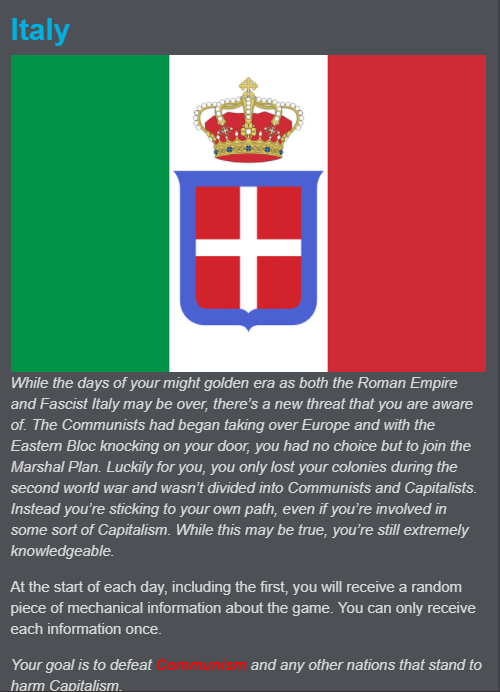 Italy
While the days of your might golden era as both the Roman Empire
and Fascist Italy may be over, there's a new threat that you are aware
of. The Communists had began taking over Europe and with the
Eastern Bloc knocking on your door, you had no choice but to join the
Marshal Plan. Luckily for you, you only lost your colonies during the
second world war and wasn't divided into Communists and Capitalists.
Instead you're sticking to your own path, even if you're involved in
some sort of Capitalism. While this may be true, you're still extremely
knowledgeable.
At the start of each day, including the first, you will receive a random
piece of mechanical information about the game. You can only receive
each information once.
Your goal is to defeat Communism and any other nations that stand to
harm Capitalism.